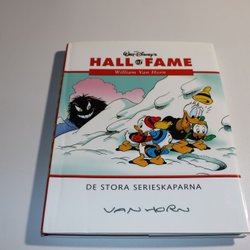 WALT DISNEY'S
HALL OF FAME
William Van Horn
DE STORA SERIESKAPARNA
VAN HORN